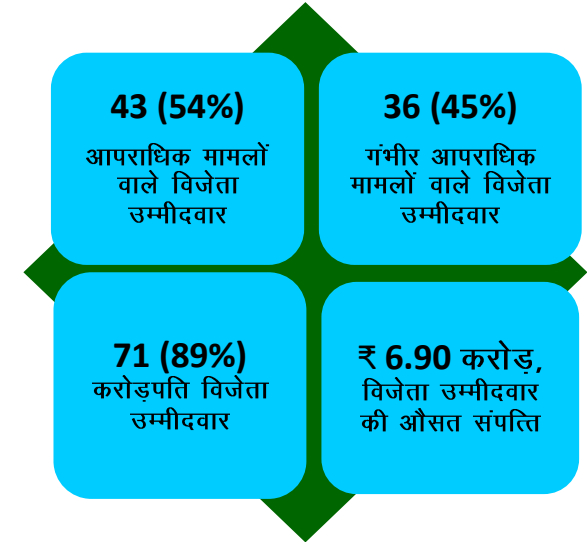 43 (54%)
आपराधिक मामलों
वाले विजेता
उम्मीदवार
36 (45%)
गंभीर आपराधिक
मामलों वाले विजेता
उम्मीदवार
71 (89%)
करोड़पति विजेता
उम्मीदवार
₹ 6.90 करोड़,
विजेता उम्मीदवार
की औसत संपत्ति